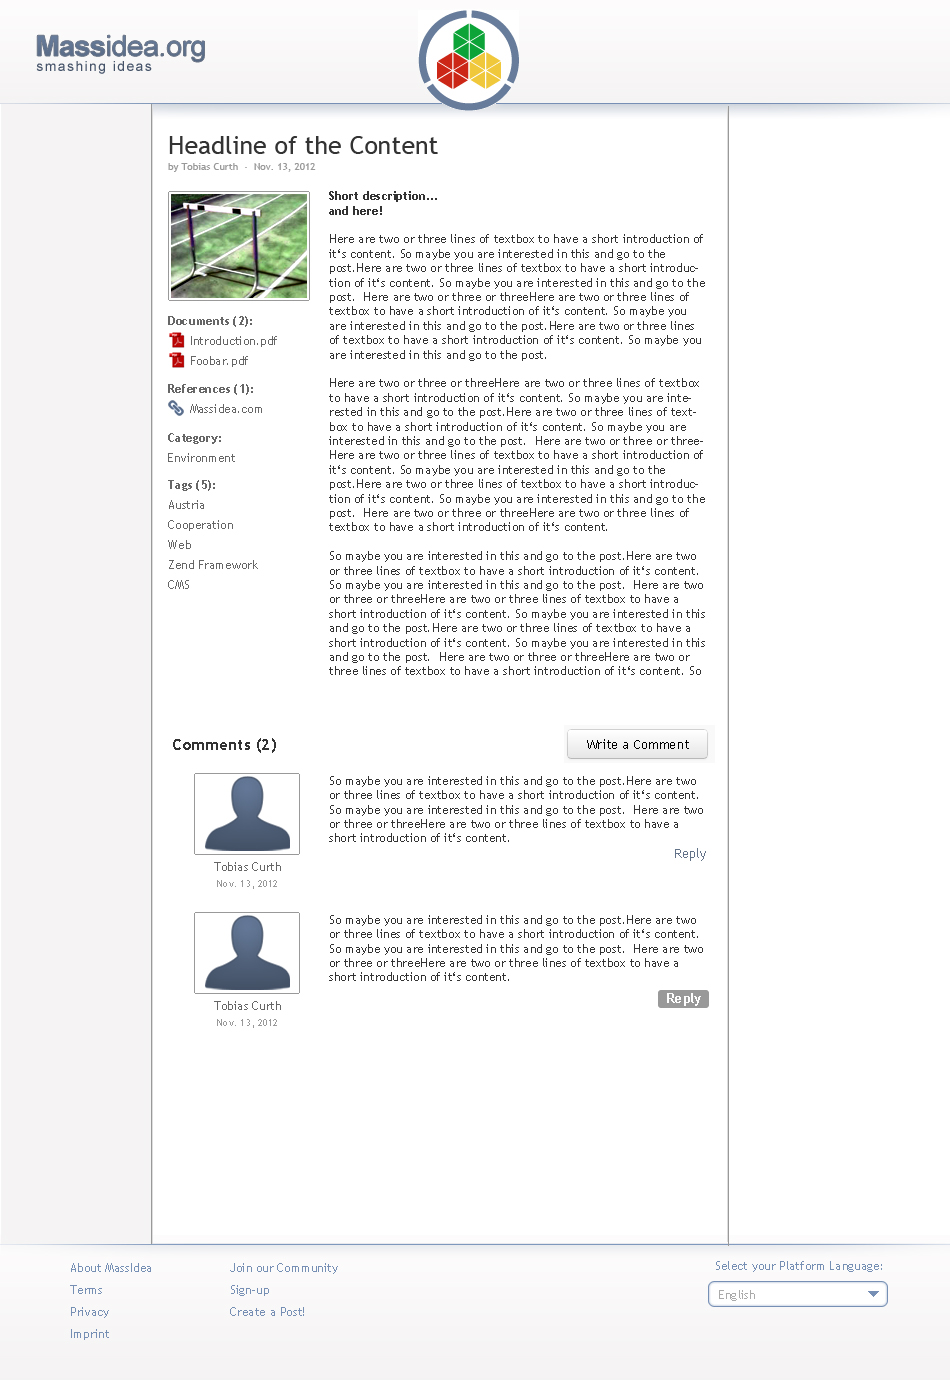 Massidea.org
smashing ideas
Headline of the Content
by Tobias Curth - Nov. 13, 2012
Short description...
and here!
Here are two or three lines of textbox to have a short introduction of
it's content. So maybe you are interested in this and go to the
post.Here are two or three lines of textbox to have a short introduc-
tion of it's content. So maybe you are interested in this and go to the
post. Here are two or three or threeHere are two or three lines of
textbox to have a short introduction of it's content. So maybe you
are interested in this and go to the post.Here are two or three lines
of textbox to have a short introduction of it's content. So maybe you
are interested in this and go to the post.
Here are two or three or threeHere are two or three lines of textbox
to have a short introduction of it's content. So maybe you are inte-
rested in this and go to the post.Here are two or three lines of text-
box to have a short introduction of it's content. So maybe you are
interested in this and go to the post. Here are two or three or three-
Here are two or three lines of textbox to have a short introduction of
it's content. So maybe you are interested in this and go to the
post.Here are two or three lines of textbox to have a short introduc-
tion of it's content. So maybe you are interested in this and go to the
post. Here are two or three or threeHere are two or three lines of
textbox to have a short introduction of it's content.
So maybe you are interested in this and go to the post.Here are two
or three lines of textbox to have a short introduction of it's content.
So maybe you are interested in this and go to the post. Here are two
or three or threeHere are two or three lines of textbox to have a
short introduction of it's content. So maybe you are interested in this
and go to the post.Here are two or three lines of textbox to have a
short introduction of it's content. So maybe you are interested in this
and go to the post. Here are two or three or threeHere are two or
three lines of textbox to have a short introduction of it's content. So
Documents (2):
Introduction.pdf
Foobar.pdf
References (1):
Massidea.com
Category:
Environment
Tags (5):
Austria
Cooperation
Web
Zend Framework
CMS
Comments (2)
Write a Comment
So maybe you are interested in this and go to the post.Here are two
or three lines of textbox to have a short introduction of it's content.
So maybe you are interested in this and go to the post. Here are two
or three or threeHere are two or three lines of textbox to have a
short introduction of it's content.
Reply
Tobias Curth
Nov. 13, 2012
So maybe you are interested in this and go to the post.Here are two
or three lines of textbox to have a short introduction of it's content.
So maybe you are interested in this and go to the post. Here are two
or three or threeHere are two or three lines of textbox to have a
short introduction of it's content.
Reply
Tobias Curth
Nov. 13, 2012
About MassIdea
Terms
Privacy
Imprint
Join our Community
Sign-up
Create a Post!
Select your Platform Language:
English